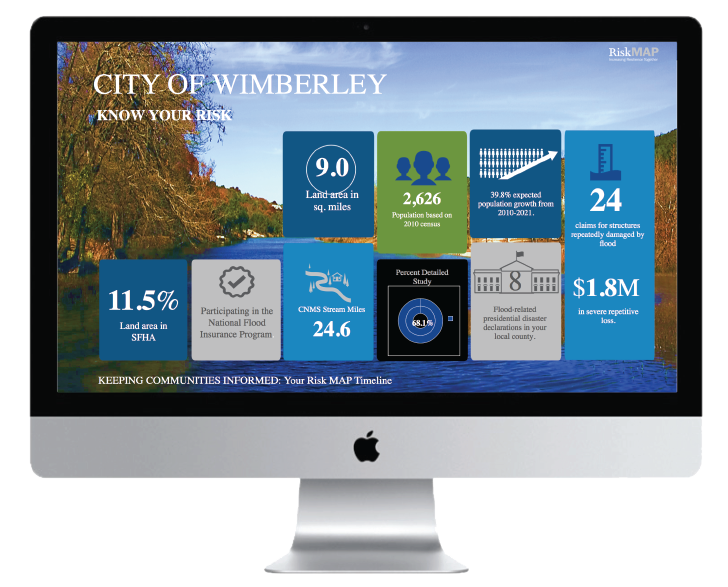 RiskMAP
CITY OF WIMBERLEY
KNOW YOUR RISK
9.0
Land area in
sq. miles
2,626
Population based on
2010 census
39.8% expected
population growth from
2010-2021.
24
claims for structures
repeatedly damaged by
flood
$1.8M
in severe repetitive
loss.
11.5%
Land area in
SFHA
Participating in the
National Flood
Insurance Program
CNMS Stream Miles
24.6
Percent Detailed
Study
68.1%
8
Flood-related
presidential disaster
declarations in your
local county.
KEEPING COMMUNITIES INFORMED: Your Risk MAP Timeline